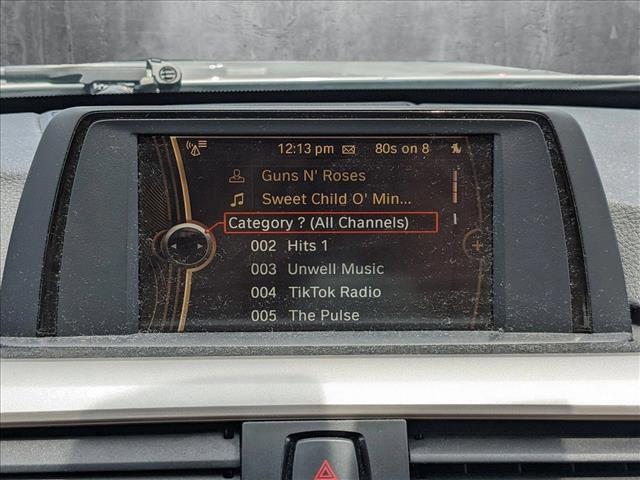 12:13 pm 80s on 8
Guns N' Roses
Sweet Child O' Min...
Category ? (All Channels)
002 Hits 1
003 Unwell Music
004 TikTok Radio
005 The Pulse